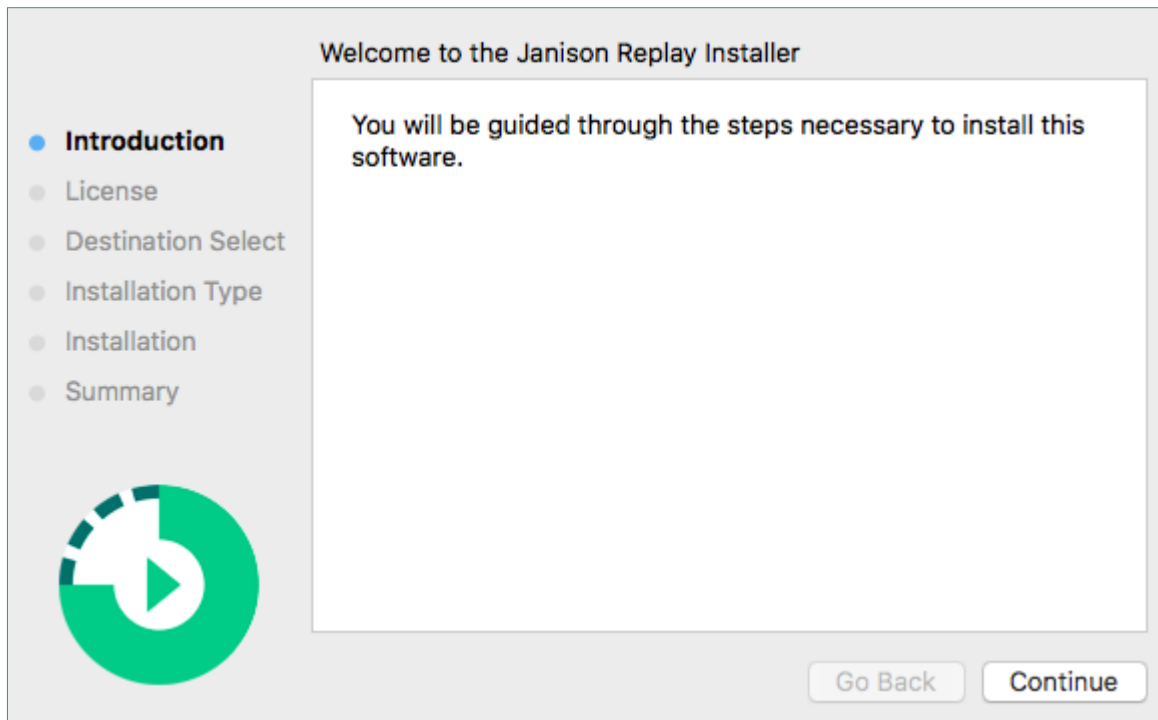 Welcome to the Janison Replay Installer
Introduction
License
Destination Select
Installation Type
Installation
Summary
You will be guided through the steps necessary to install this
software.
Go Back
Continue